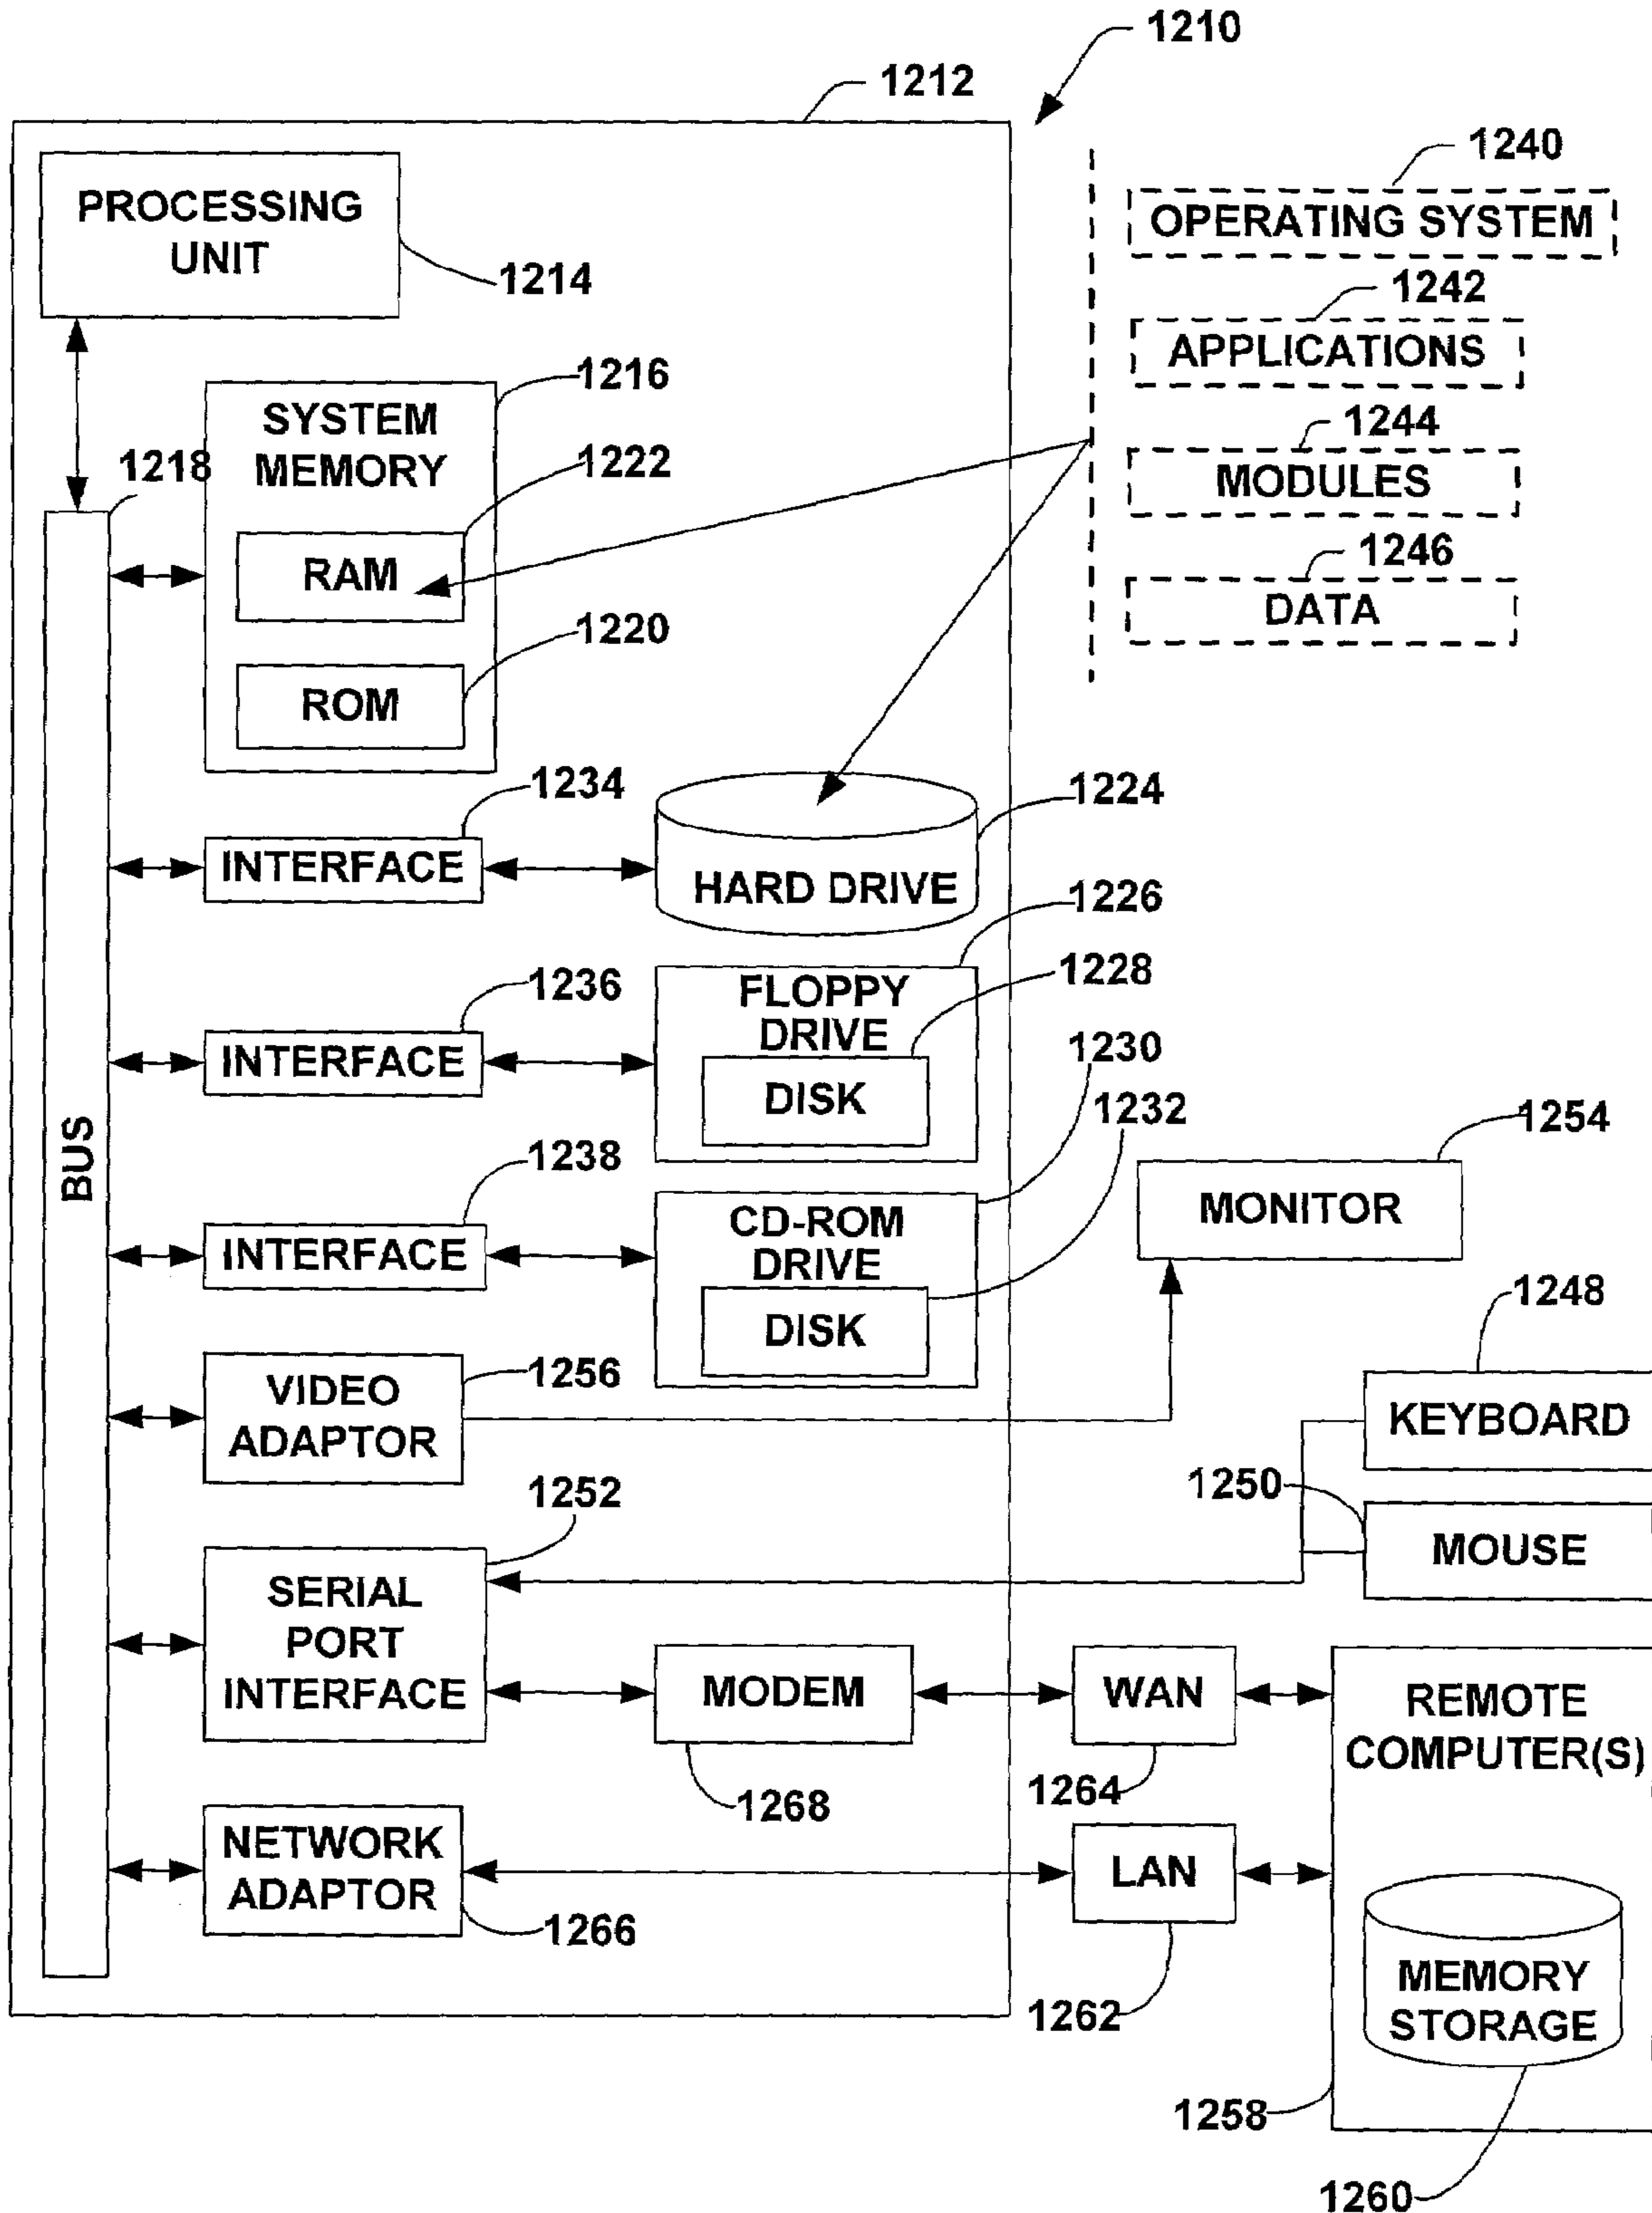 1210
1212
PROCESSING
UNIT
1214
1240
OPERATING SYSTEM
1242
APPLICATIONS
1244
MODULES
1246
DATA
1216
SYSTEM
MEMORY
1218
1222
RAM
1220
ROM
BUS
1234
INTERFACE
1224
HARD DRIVE
1226
1236
INTERFACE
FLOPPY
DRIVE
1228
DISK
1230
1232
1238
INTERFACE
CD-ROM
DRIVE
DISK
1254
MONITOR
1248
KEYBOARD
1256
VIDEO
ADAPTOR
1250
MOUSE
1252
SERIAL
PORT
INTERFACE
MODEM
1268
WAN
1264
REMOTE
COMPUTER(S)
NETWORK
ADAPTOR
1266
LAN
1262
MEMORY
STORAGE
1258
1260